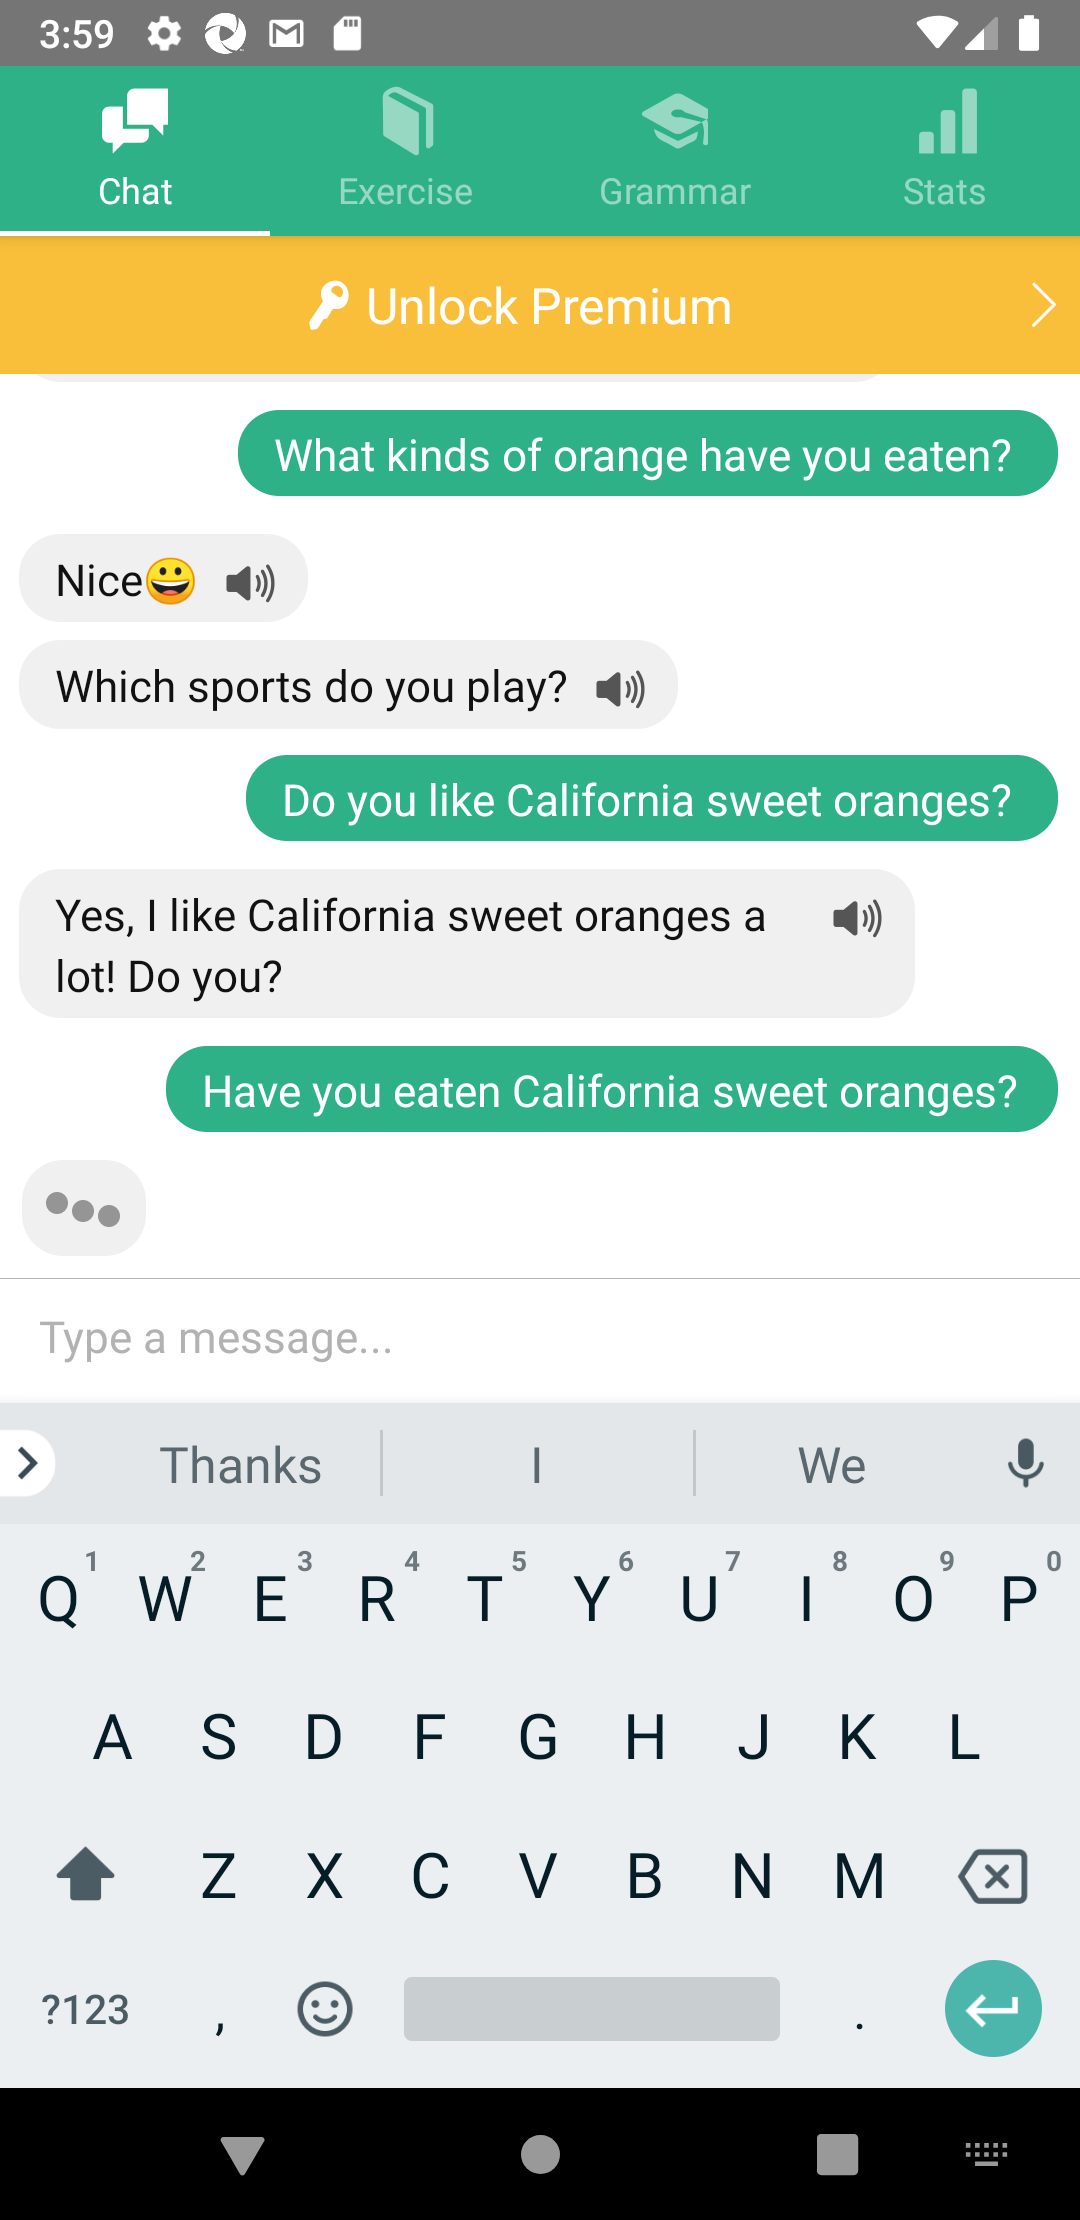 3:59
Chat
Exercise
Grammar
Stats
Unlock Premium
What kinds of orange have you eaten?
Nice😀
Which sports do you play?
Do you like California sweet oranges?
Yes, I like California sweet oranges a
lot! Do you?
Have you eaten California sweet oranges?
Type a message...
Thanks
I
We
Q 1 W 2 E 3 R 4 T 5 Y 6 U 7 I 8 O 9 P 0
A S D F G H J K L
Z X C V B N M
?123 , .